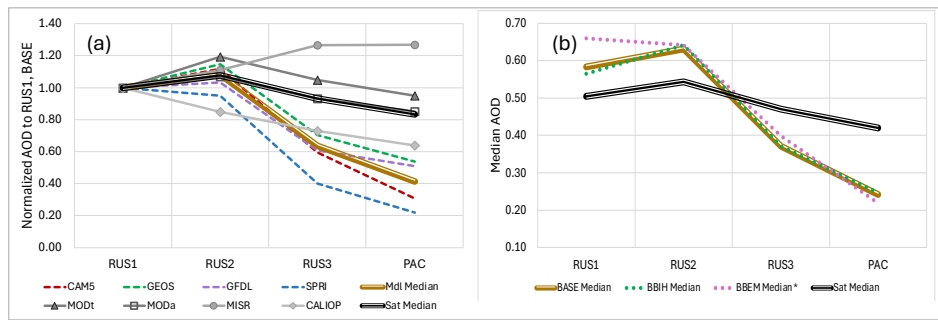 (a)
Normalized AOD to RUS1, BASE
1.40
1.20
1.00
0.80
0.60
0.40
0.20
0.00
RUS1 RUS2 RUS3 PAC
CAM5 GEOS GFDL SPRI Mdl Median
MODt MODa MISR CALIOP Sat Median
(b)
Median AOD
0.70
0.60
0.50
0.40
0.30
0.20
0.10
RUS1 RUS2 RUS3 PAC
BASE Median BBIH Median BBEM Median* Sat Median